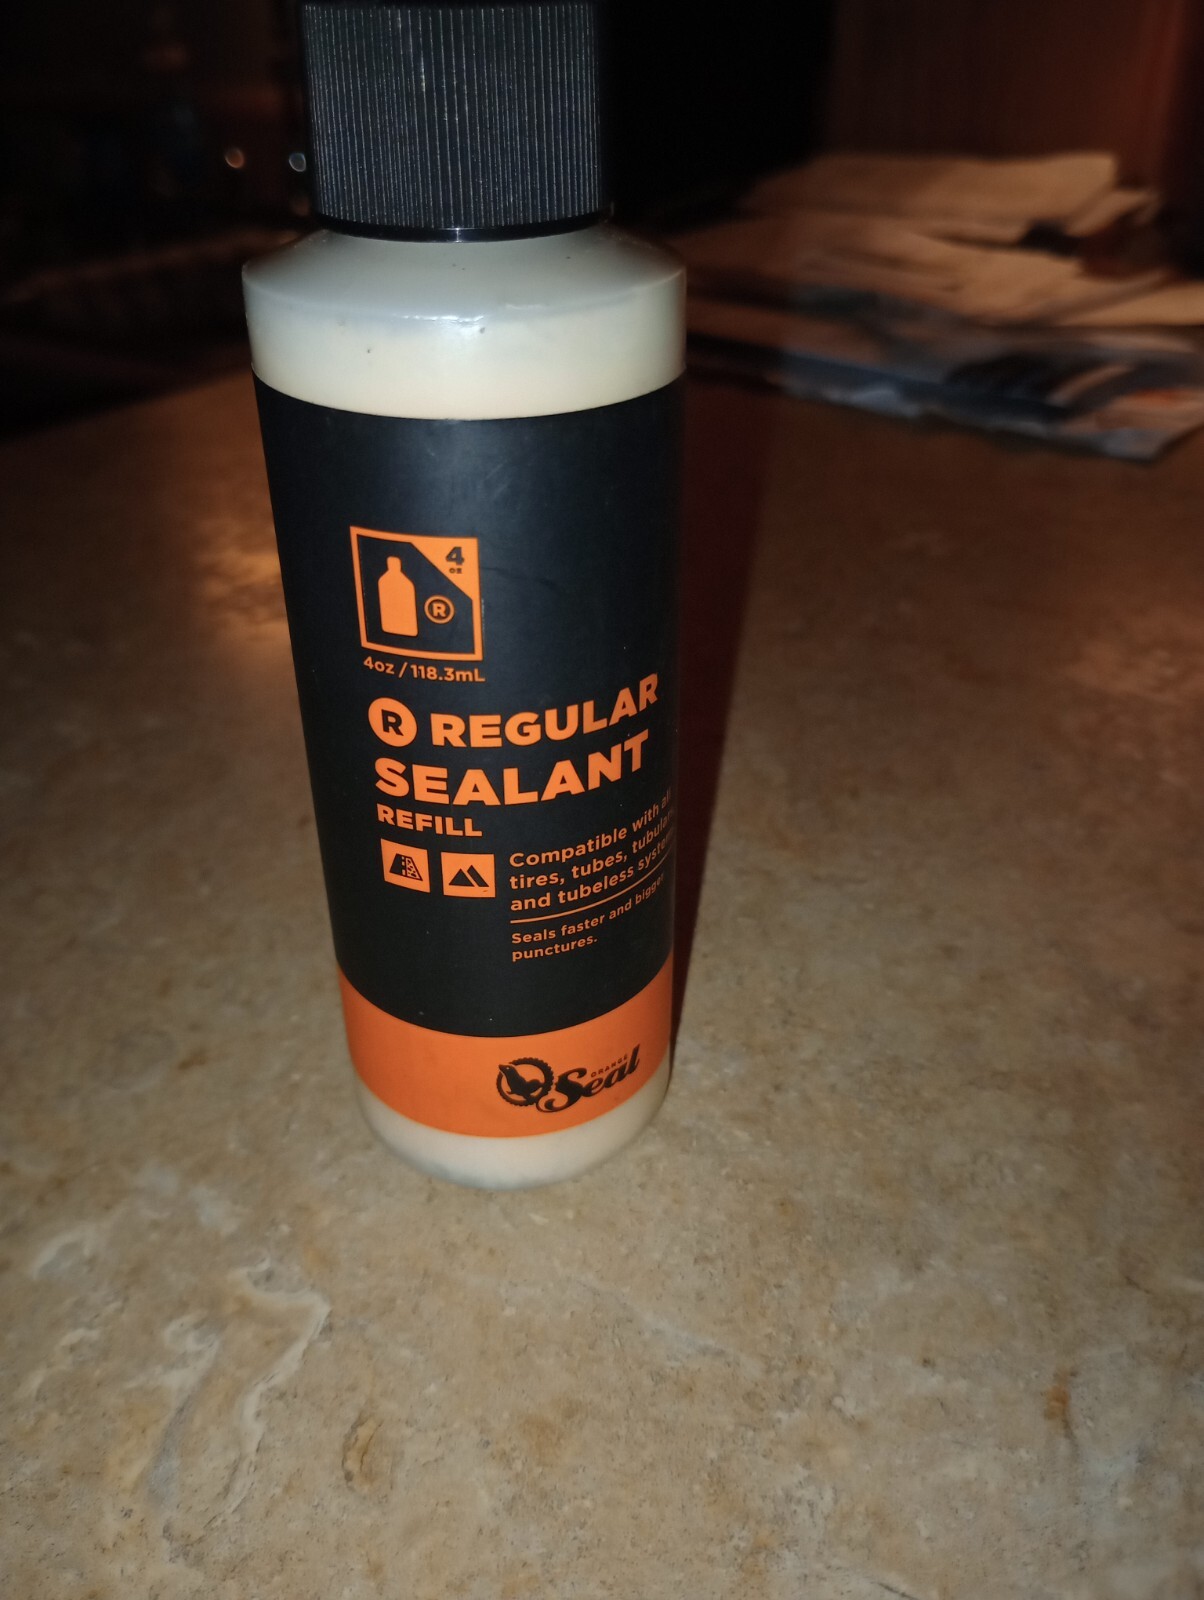 4
oz
R
4oz / 118.3mL
R REGULAR
SEALANT
REFILL
Compatible with
tires, tubes,
and tubeless
Seals faster and bigger
punctures.
ORANGE
Seal